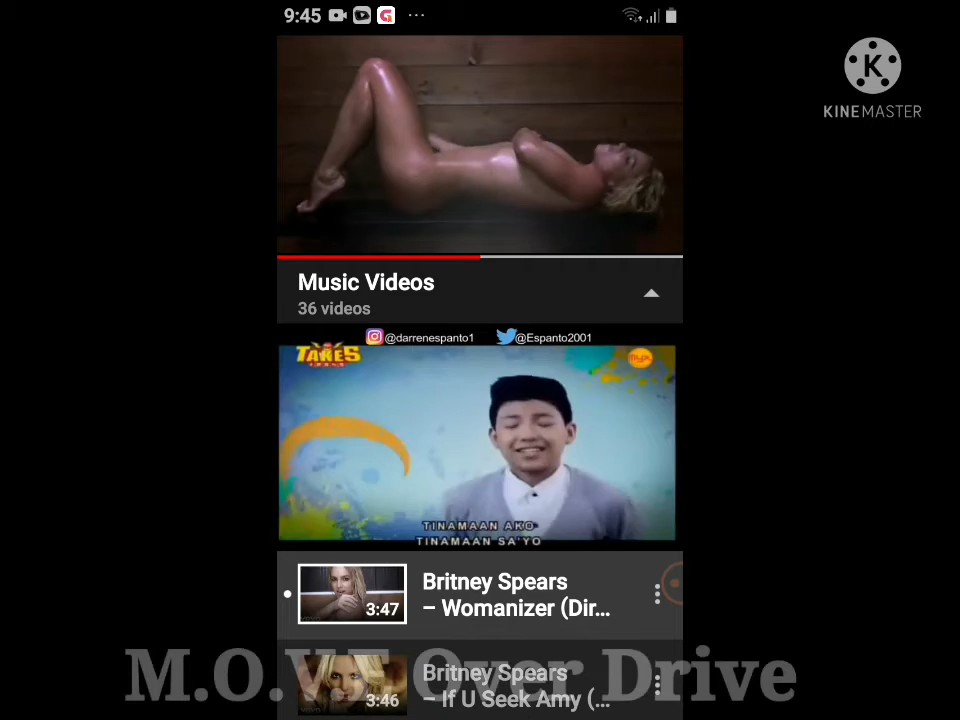 9:45
KINEMASTER
Music Videos
36 videos
@darrenespanto1 @Espanto2001
TAKES
TINAMAAN AKO
TINAMAAN SA'YO
Britney Spears
– Womanizer (Dir...
3:47
M.O.V.E Over Drive
Britney Spears
– If U Seek Amy (...
3:46